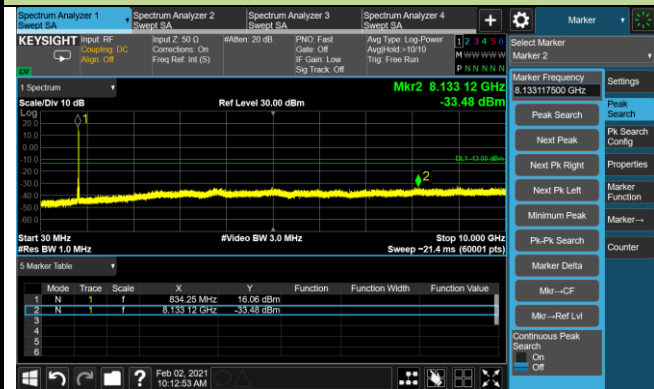 Spectrum Analyzer 1
Swept SA
Spectrum Analyzer 2
Swept SA
Spectrum Analyzer 3
Swept SA
Spectrum Analyzer 4
Swept SA
+
Marker
KEYSIGHT
Input: RF
Coupling: DC
Align: Off
Input Z: 50 Ω
Corrections: On
Freq Ref: Int (S)
#Atten: 20 dB
PNO: Fast
Gate: Off
IF Gain: Low
Sig Track: Off
Avg Type: Log-Power
Avg|Hold:>10/10
Trig: Free Run
1 2 3 4 5 6
M W W W W W
P N N N N N
Select Marker
Marker 2
1 Spectrum
Mkr2 8.133 12 GHz
-33.48 dBm
Scale/Div 10 dB
Ref Level 30.00 dBm
Log
20.0
10.0
0.00
-10.0
-20.0
-30.0
-40.0
-50.0
-60.0
1
2
DL1 -13.00 dBm
Start 30 MHz
#Video BW 3.0 MHz
Stop 10.000 GHz
#Res BW 1.0 MHz
Sweep ~21.4 ms (60001 pts)
5 Marker Table
Mode Trace Scale X Y Function Function Width Function Value
1 N 1 f 834.25 MHz 16.06 dBm
2 N 1 f 8.133 12 GHz -33.48 dBm
3
4
5
6
Feb 02, 2021
10:12:53 AM
?
Marker Frequency
8.133117500 GHz
Peak Search
Next Peak
Next Pk Right
Next Pk Left
Minimum Peak
Pk-Pk Search
Marker Delta
Mkr→CF
Mkr→Ref Lvl
Continuous Peak
Search
On
Off
Settings
Peak
Search
Pk Search
Config
Properties
Marker
Function
Marker→
Counter